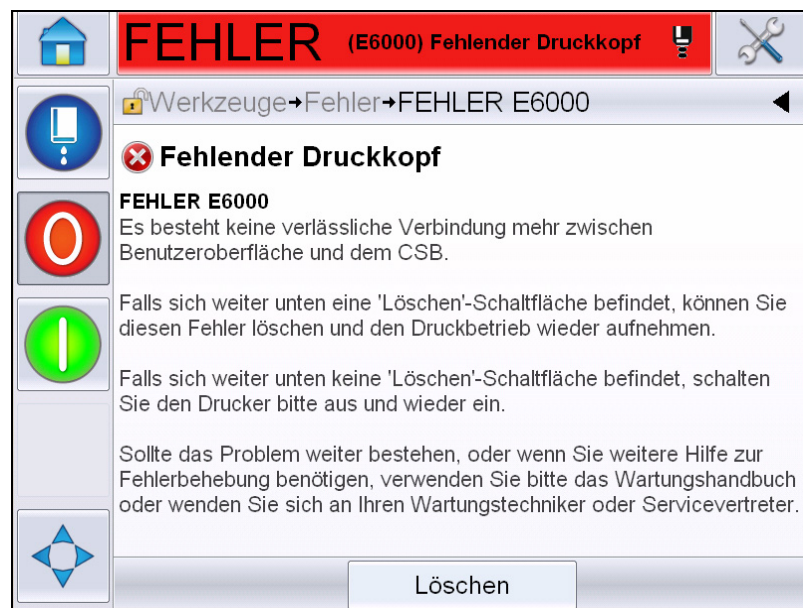 FEHLER (E6000) Fehlender Druckkopf
Werkzeuge→Fehler→FEHLER E6000
Fehlender Druckkopf
FEHLER E6000
Es besteht keine verlässliche Verbindung mehr zwischen
Benutzeroberfläche und dem CSB.
Falls sich weiter unten eine 'Löschen'-Schaltfläche befindet, können Sie
diesen Fehler löschen und den Druckbetrieb wieder aufnehmen.
Falls sich weiter unten keine 'Löschen'-Schaltfläche befindet, schalten
Sie den Drucker bitte aus und wieder ein.
Sollte das Problem weiter bestehen, oder wenn Sie weitere Hilfe zur
Fehlerbehebung benötigen, verwenden Sie bitte das Wartungshandbuch
oder wenden Sie sich an Ihren Wartungstechniker oder Servicevertreter.
Löschen